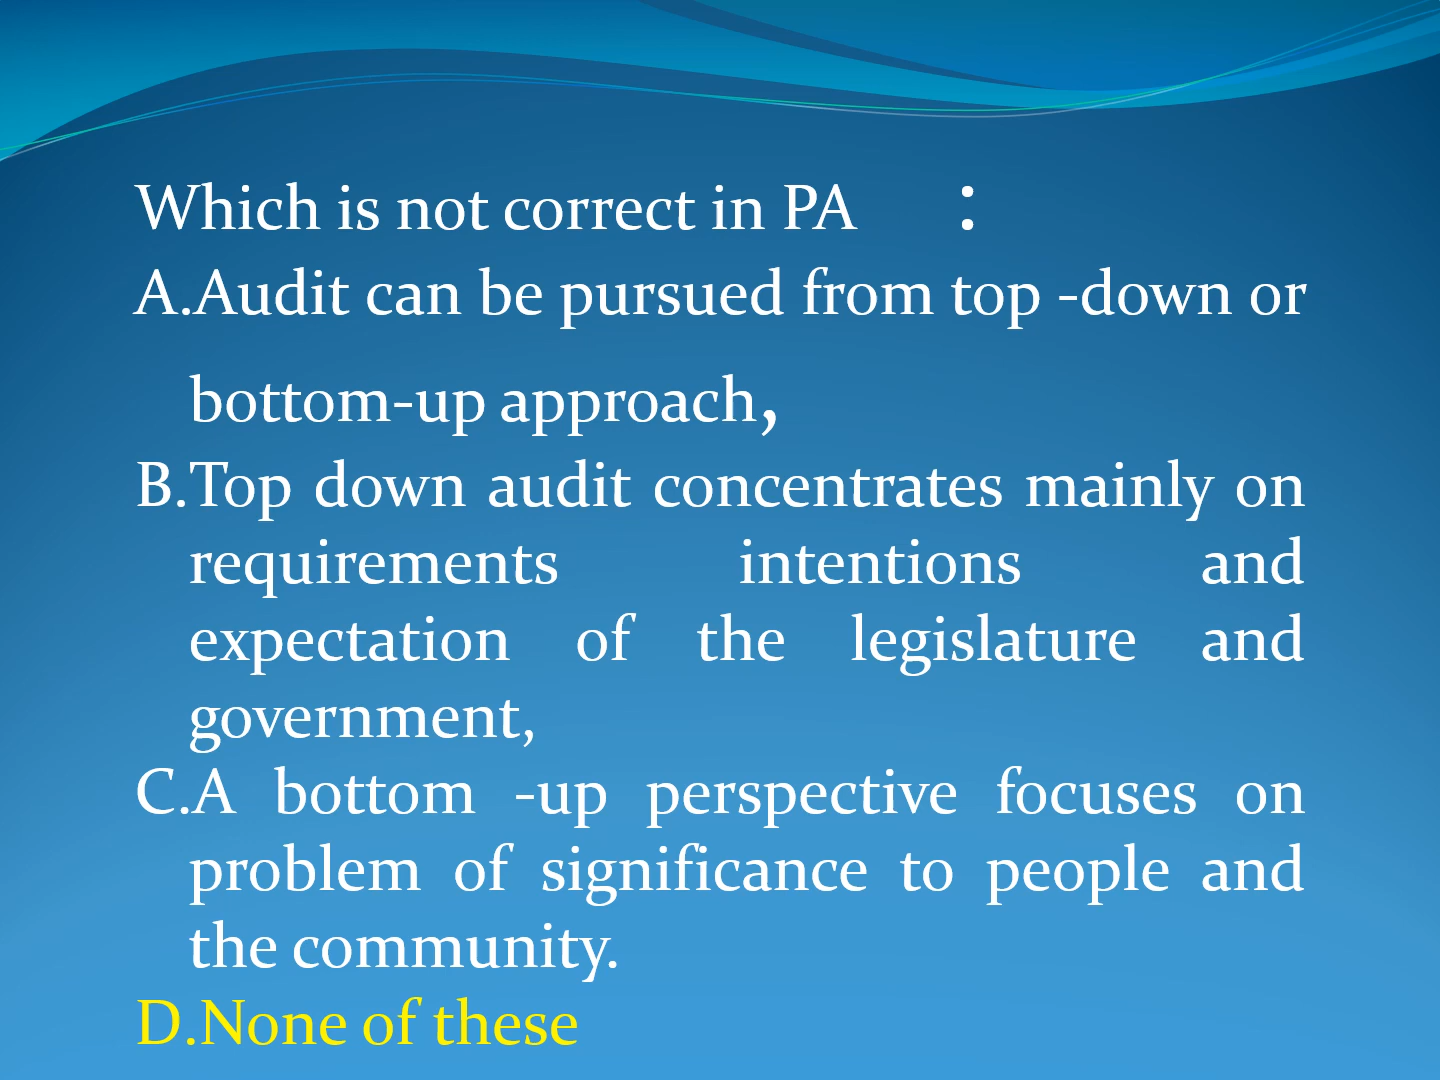 Which is not correct in PA :
A.Audit can be pursued from top -down or
bottom-up approach,
B.Top down audit concentrates mainly on
requirements intentions and
expectation of the legislature and
government,
C.A bottom -up perspective focuses on
problem of significance to people and
the community.
D.None of these